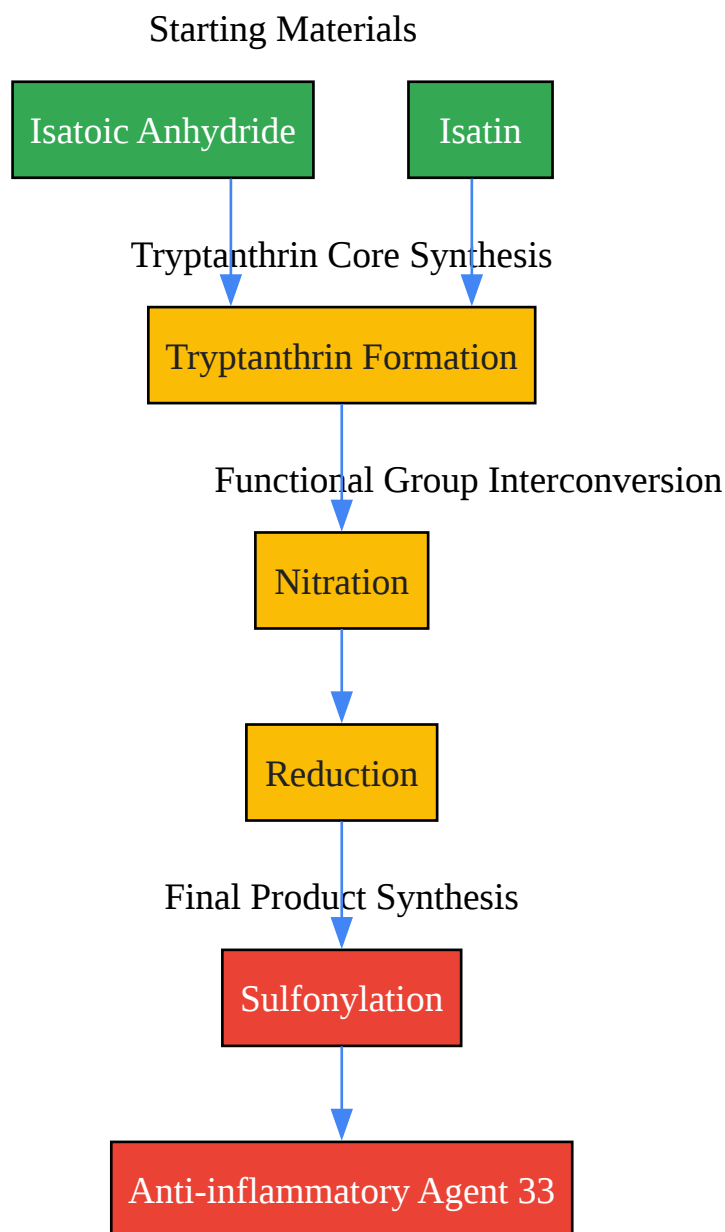 Starting Materials
Isatoic Anhydride
Isatin
Tryptanthrin Core Synthesis
Tryptanthrin Formation
Functional Group Interconversion
Nitration
Reduction
Final Product Synthesis
Sulfonylation
Anti-inflammatory Agent 33